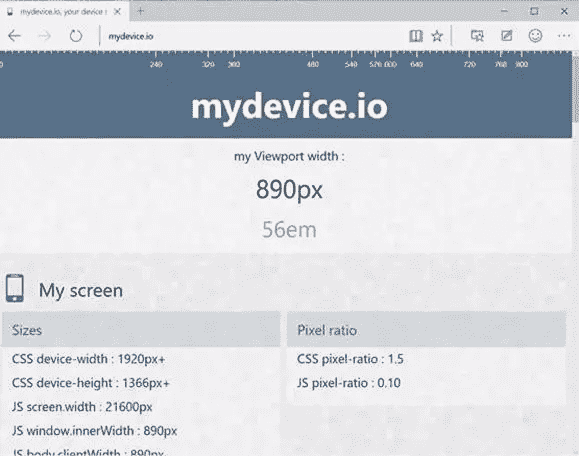 mydevice.io, your device :
mydevice.io
0 240 320 360 480 540 576 600 640 720 768 800
mydevice.io
my Viewport width :
890px
56em
My screen
Sizes
CSS device-width : 1920px+
CSS device-height : 1366px+
JS screen.width : 21600px
JS window.innerWidth : 890px
JS body.clientWidth : 890px
Pixel ratio
CSS pixel-ratio : 1.5
JS pixel-ratio : 0.10